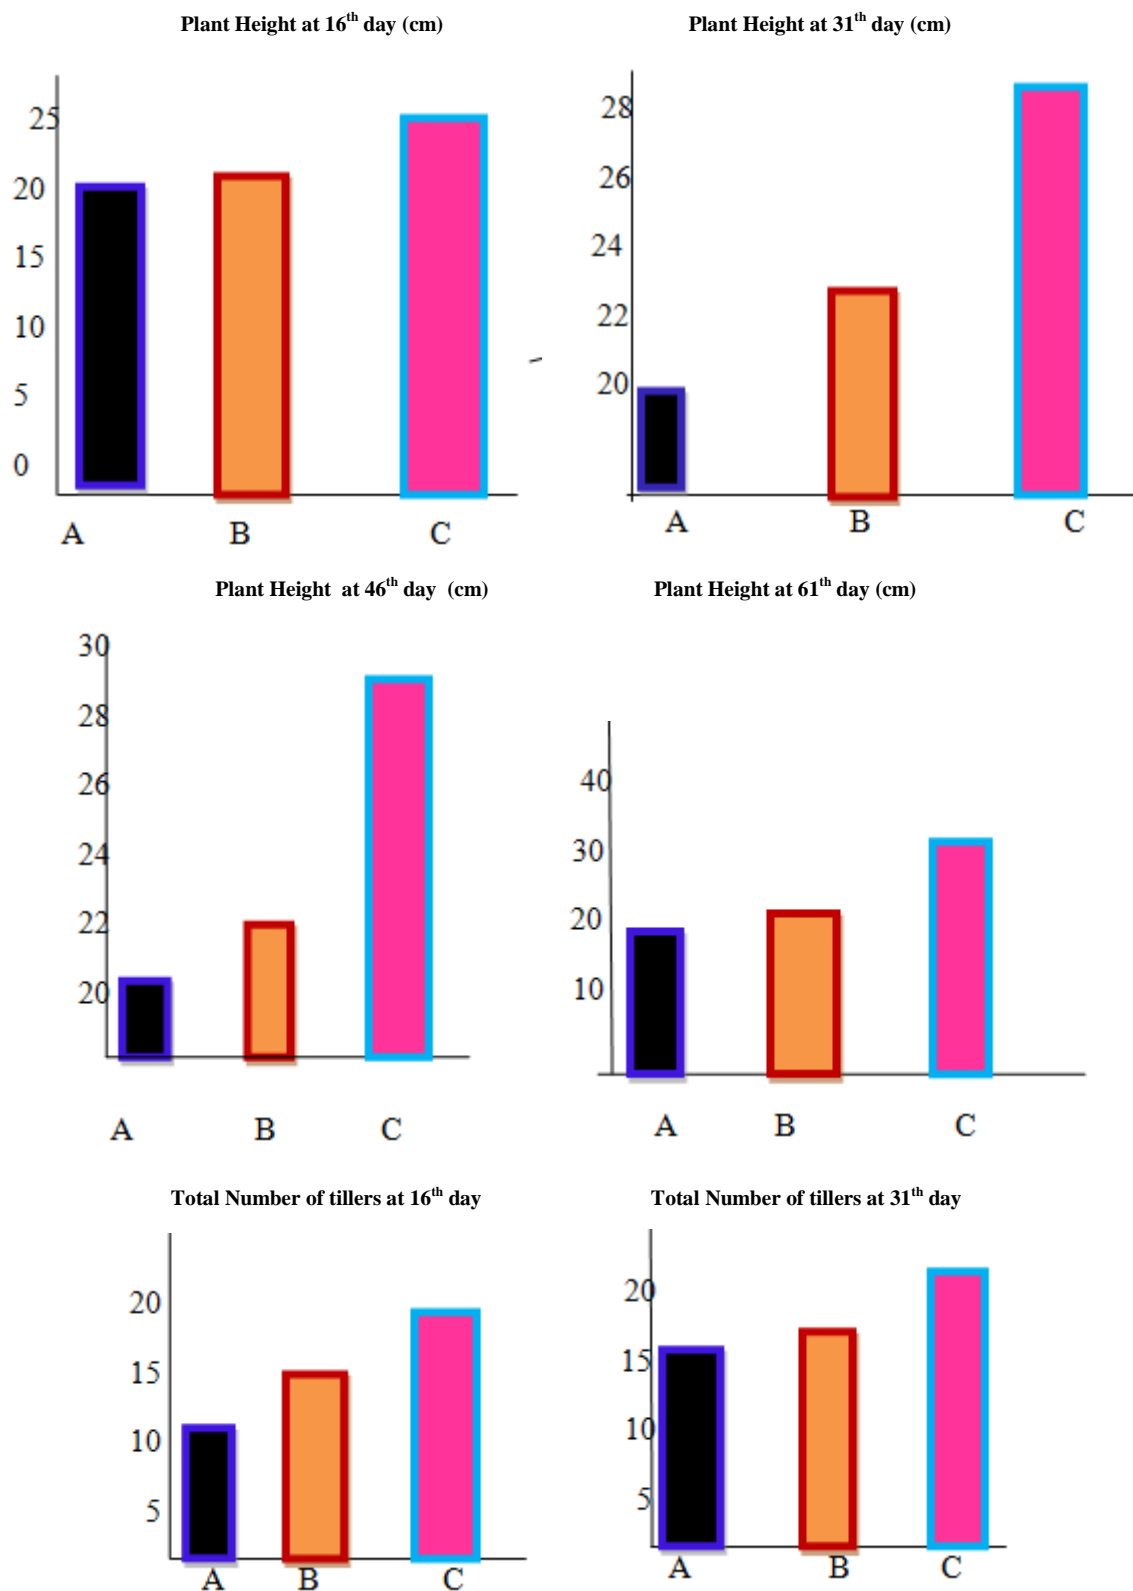 Plant Height at 16th day (cm)
25
20
15
10
5
0
A B C
Plant Height at 31th day (cm)
28
26
24
22
20
A B C
Plant Height at 46th day (cm)
30
28
26
24
22
20
A B C
Plant Height at 61th day (cm)
40
30
20
10
A B C
Total Number of tillers at 16th day
20
15
10
5
A B C
Total Number of tillers at 31th day
20
15
10
5
A B C